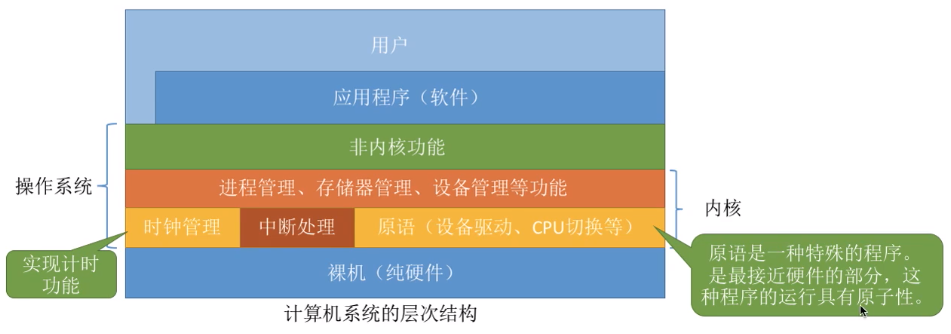 用户
应用程序（软件）
非内核功能
操作系统
进程管理、存储器管理、设备管理等功能
内核
时钟管理
中断处理
原语（设备驱动、CPU切换等）
实现计时
功能
裸机（纯硬件）
原语是一种特殊的程序。
是最接近硬件的部分，这
种程序的运行具有原子性。
计算机系统的层次结构